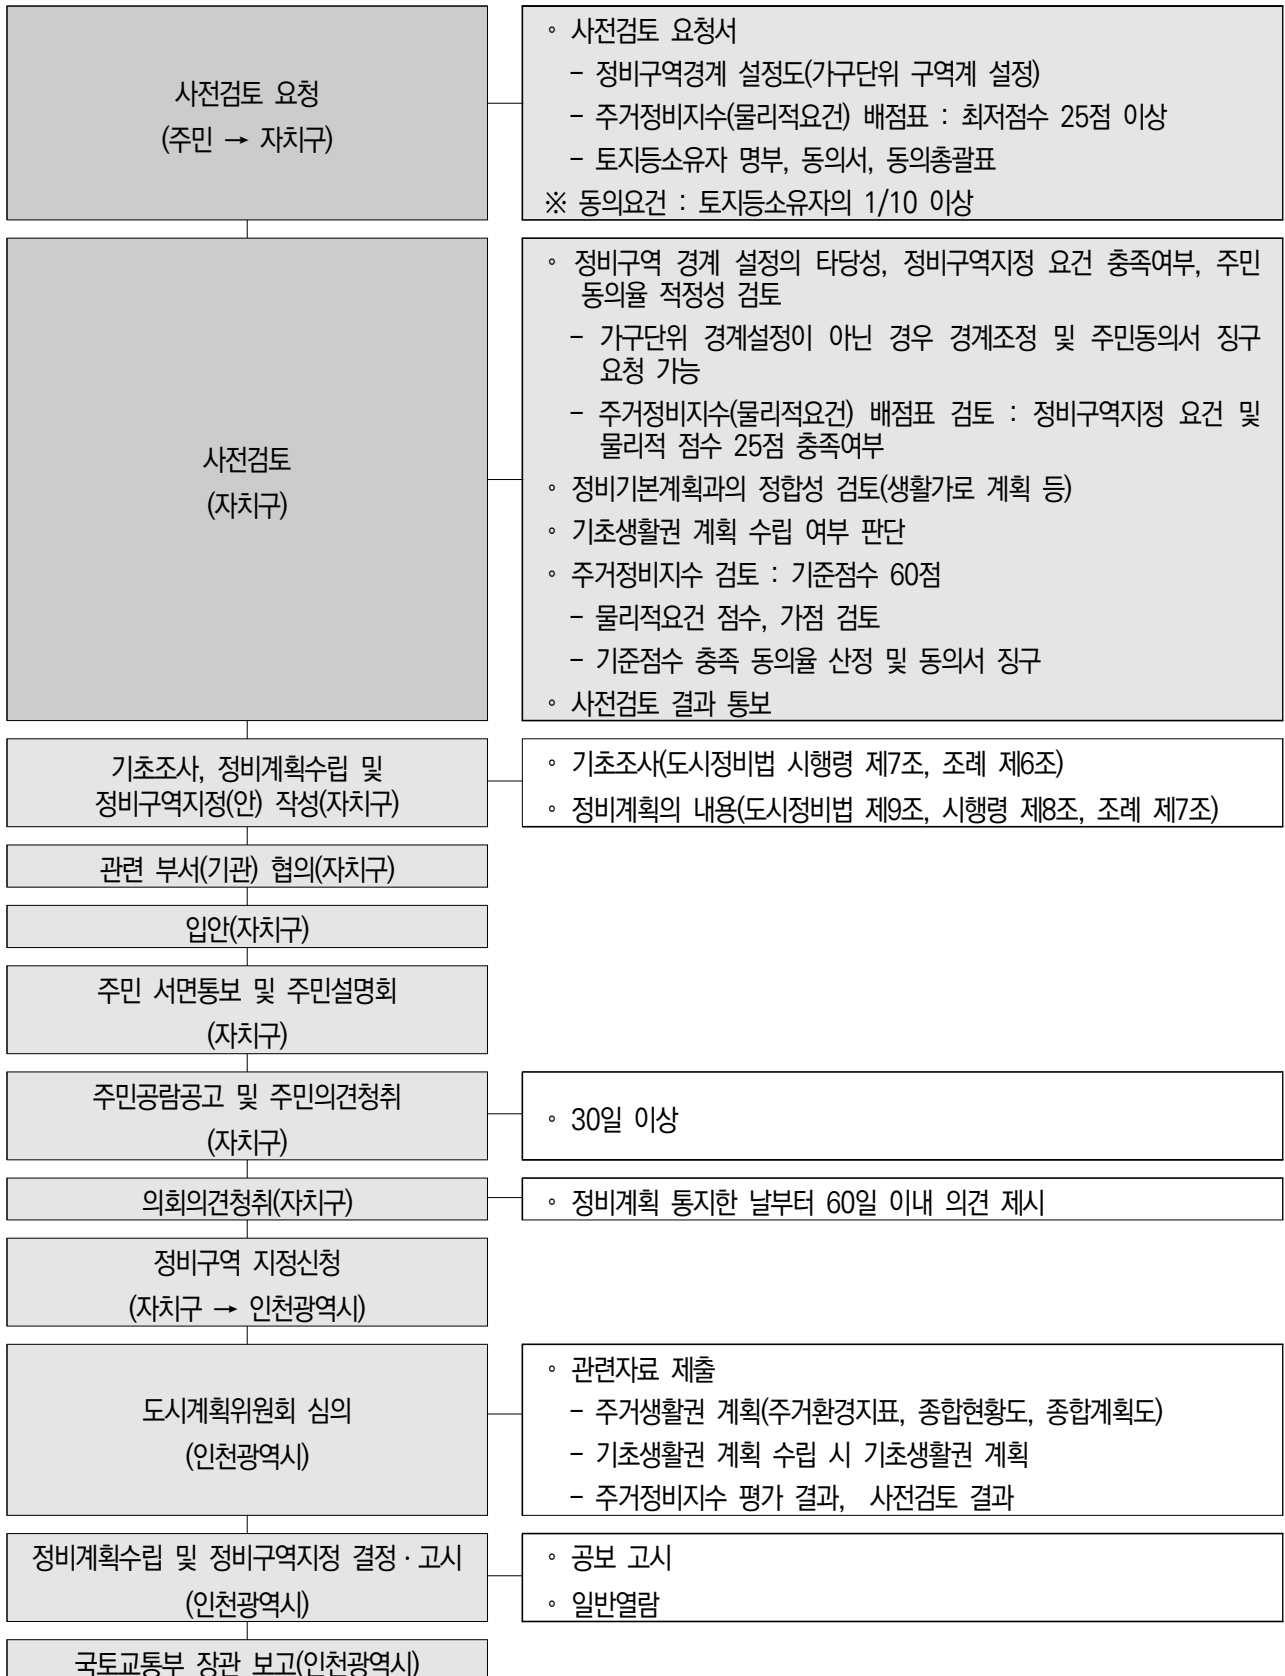 사전검토 요청
(주민 → 자치구)
◦ 사전검토 요청서
- 정비구역경계 설정도(가구단위 구역계 설정)
- 주거정비지수(물리적요건) 배점표 : 최저점수 25점 이상
- 토지등소유자 명부, 동의서, 동의총괄표
※ 동의요건 : 토지등소유자의 1/10 이상
사전검토
(자치구)
◦ 정비구역 경계 설정의 타당성, 정비구역지정 요건 충족여부, 주민
동의율 적정성 검토
- 가구단위 경계설정이 아닌 경우 경계조정 및 주민동의서 징구
요청 가능
- 주거정비지수(물리적요건) 배점표 검토 : 정비구역지정 요건 및
물리적 점수 25점 충족여부
◦ 정비기본계획과의 정합성 검토(생활가로 계획 등)
◦ 기초생활권 계획 수립 여부 판단
◦ 주거정비지수 검토 : 기준점수 60점
- 물리적요건 점수, 가점 검토
- 기준점수 충족 동의율 산정 및 동의서 징구
◦ 사전검토 결과 통보
기초조사, 정비계획수립 및
정비구역지정(안) 작성(자치구)
◦ 기초조사(도시정비법 시행령 제7조, 조례 제6조)
◦ 정비계획의 내용(도시정비법 제9조, 시행령 제8조, 조례 제7조)
관련 부서(기관) 협의(자치구)
입안(자치구)
주민 서면통보 및 주민설명회
(자치구)
주민공람공고 및 주민의견청취
(자치구)
◦ 30일 이상
의회의견청취(자치구)
◦ 정비계획 통지한 날부터 60일 이내 의견 제시
정비구역 지정신청
(자치구 → 인천광역시)
도시계획위원회 심의
(인천광역시)
◦ 관련자료 제출
- 주거생활권 계획(주거환경지표, 종합현황도, 종합계획도)
- 기초생활권 계획 수립 시 기초생활권 계획
- 주거정비지수 평가 결과, 사전검토 결과
정비계획수립 및 정비구역지정 결정 · 고시
(인천광역시)
◦ 공보 고시
◦ 일반열람
국토교통부 장관 보고(인천광역시)